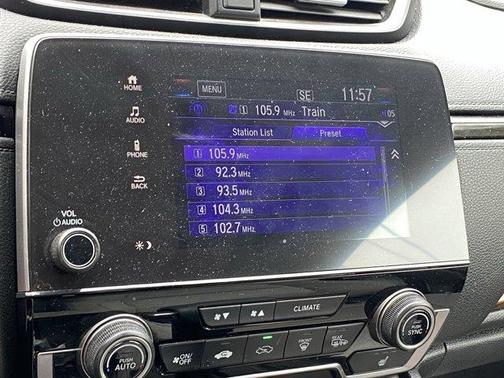 HOME
AUDIO
PHONE
BACK
VOL
AUDIO
MENU
SE
11:57
1 105.9 MHz Train
05
Station List
Preset
1 105.9 MHz
2 92.3 MHz
3 93.5 MHz
4 104.3 MHz
5 102.7 MHz
CLIMATE
PUSH AUTO
ON/OFF
FRONT
REAR
PUSH SYNC